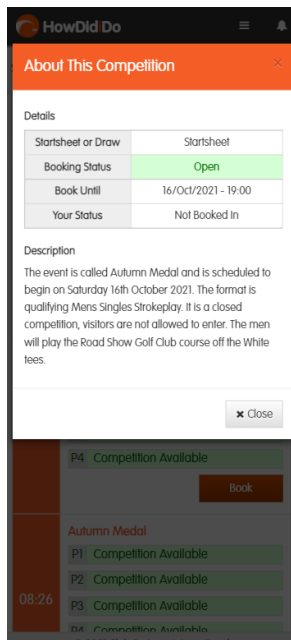 HowDidiDo
About This Competition
×
Details
Startsheet or Draw Startsheet
Booking Status Open
Book Until 16/Oct/2021 - 19:00
Your Status Not Booked In
Description
The event is called Autumn Medal and is scheduled to
begin on Saturday 16th October 2021. The format is
qualifying Mens Singles Strokeplay. It is a closed
competition, visitors are not allowed to enter. The men
will play the Road Show Golf Club course off the White
tees.
× Close
P4 Competition Available
Book
Autumn Medal
P1 Competition Available
P2 Competition Available
08:26 P3 Competition Available
P4 Competition Available